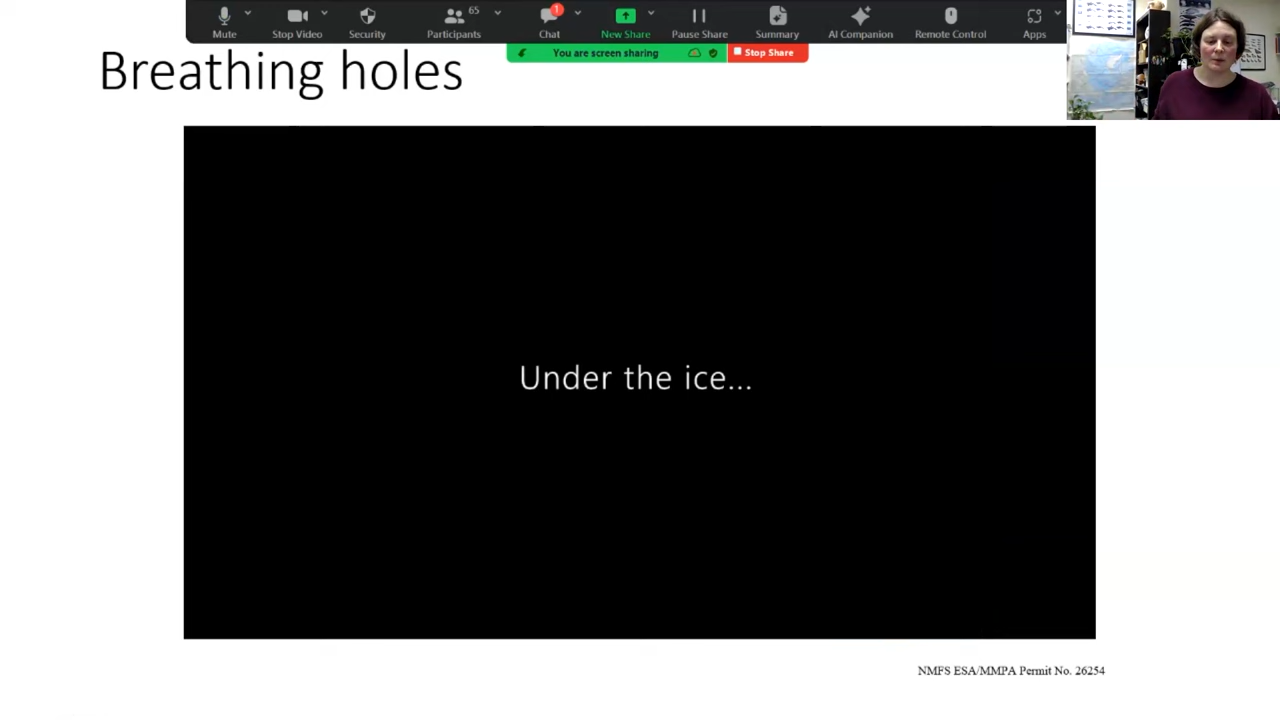 65
1
Mute
Stop Video
Security
Participants
Chat
New Share
Pause Share
Summary
AI Companion
Remote Control
Apps
You are screen sharing
Stop Share
Breathing holes
Under the ice...
NMFS ESA/MMPA Permit No. 26254